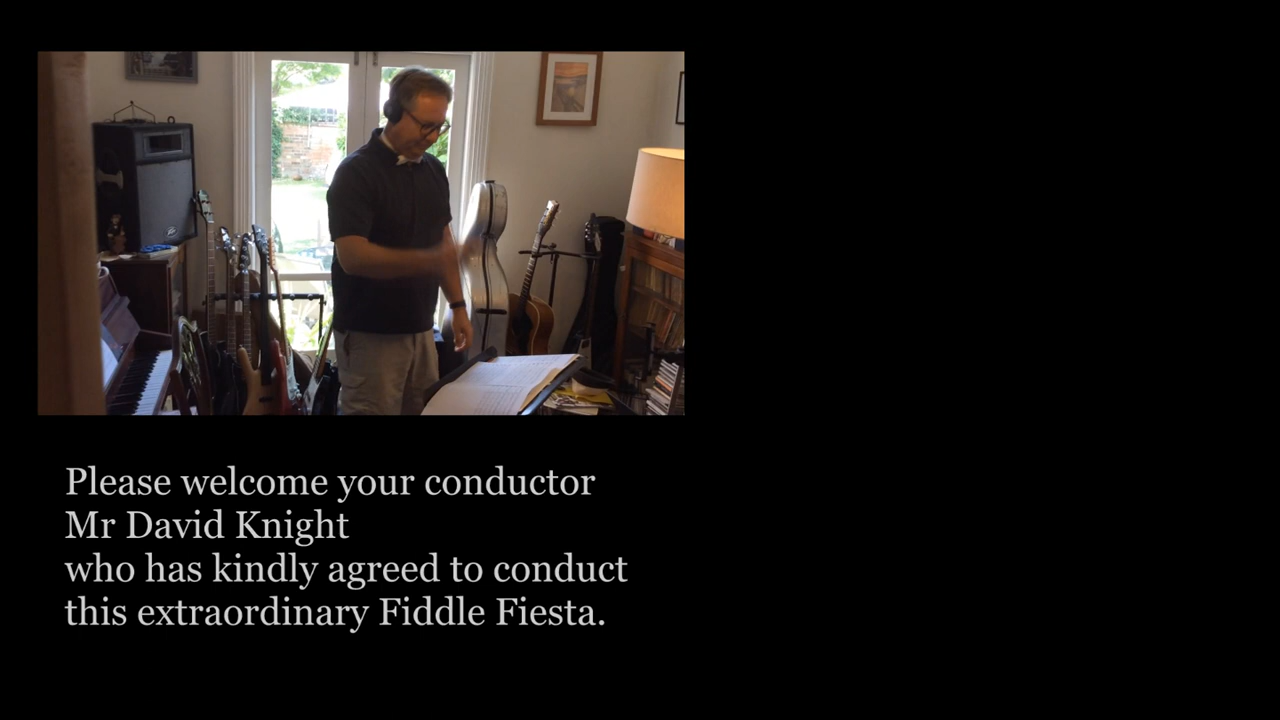 Please welcome your conductor
Mr David Knight
who has kindly agreed to conduct
this extraordinary Fiddle Fiesta.